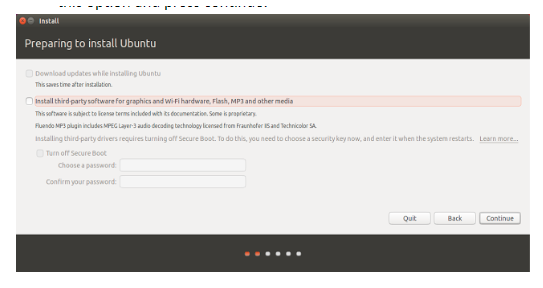 this option and press continue.
Install
Preparing to install Ubuntu
Download updates while installing Ubuntu
This saves time after installation.
Install third-party software for graphics and Wi-Fi hardware, Flash, MP3 and other media
This software is subject to license terms included with its documentation. Some is proprietary.
Fluendo MP3 plugin includes MPEG Layer-3 audio decoding technology licensed from Fraunhofer IIS and Technicolor SA.
Installing third-party drivers requires turning off Secure Boot. To do this, you need to choose a security key now, and enter it when the system restarts. Learn more...
Turn off Secure Boot
Choose a password:
Confirm your password:
Quit Back Continue